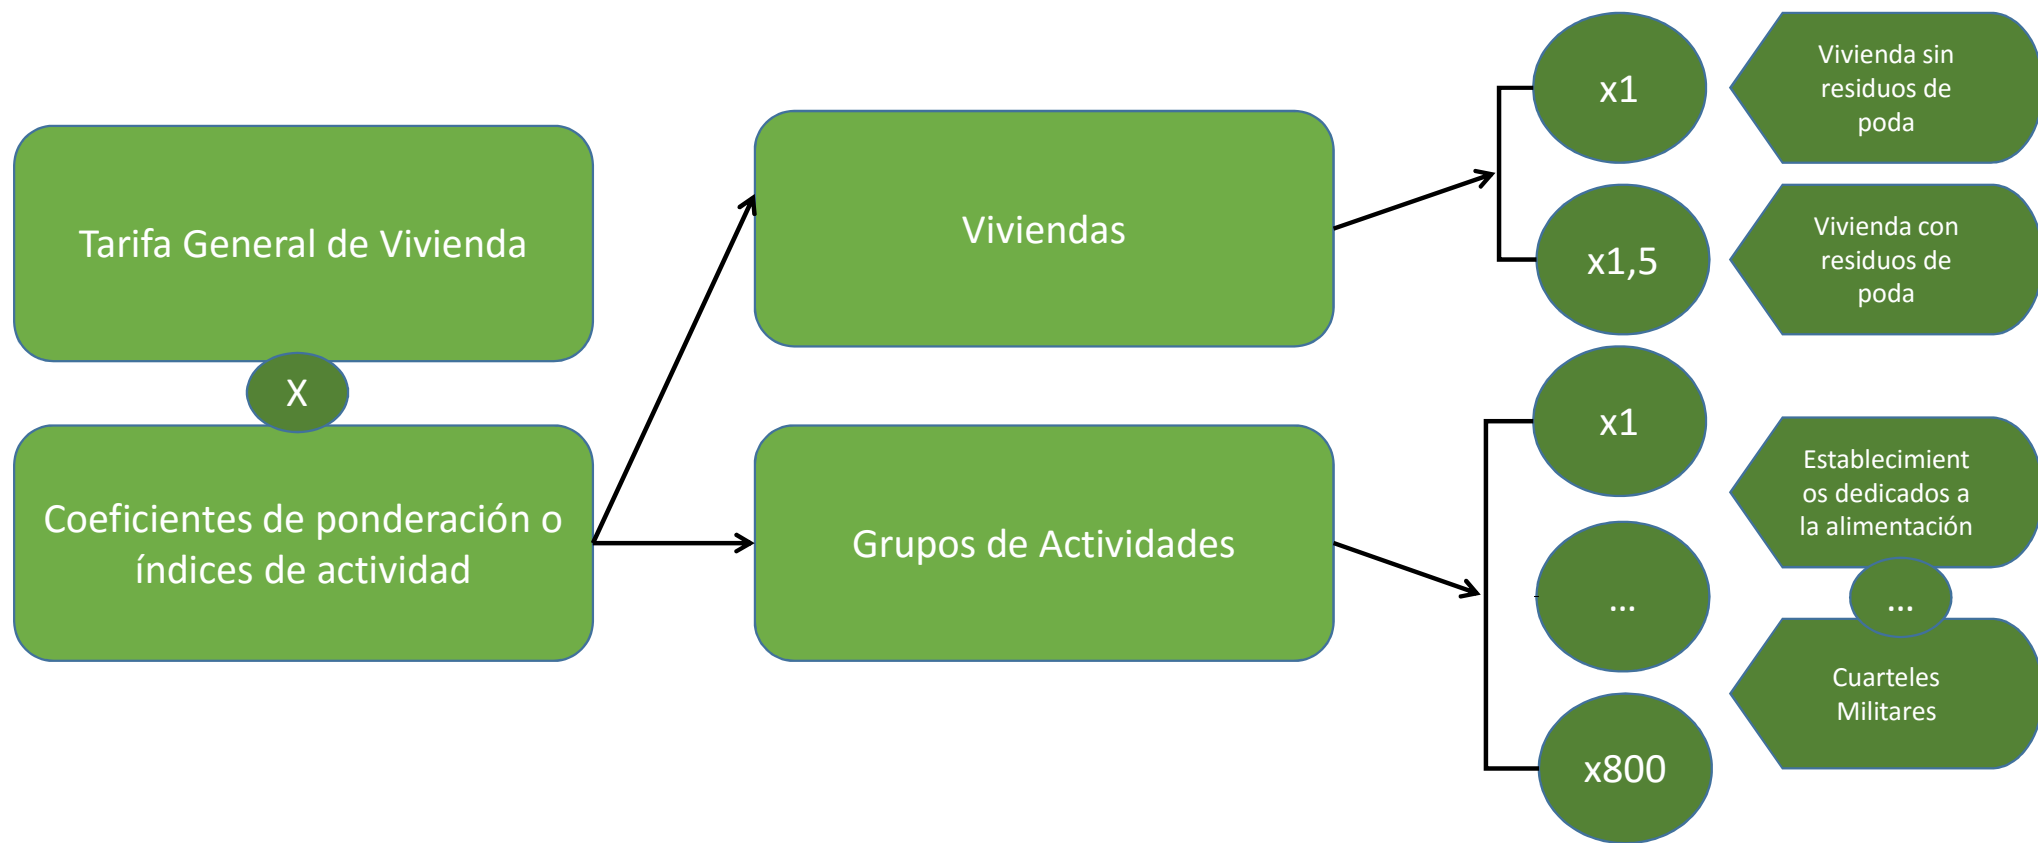 Tarifa General de Vivienda
X
Coeficientes de ponderación o
índices de actividad
Viviendas
Grupos de Actividades
x1
Vivienda sin
residuos de
poda
x1,5
Vivienda con
residuos de
poda
x1
...
x800
Establecimient
os dedicados a
la alimentación
...
Cuarteles
Militares